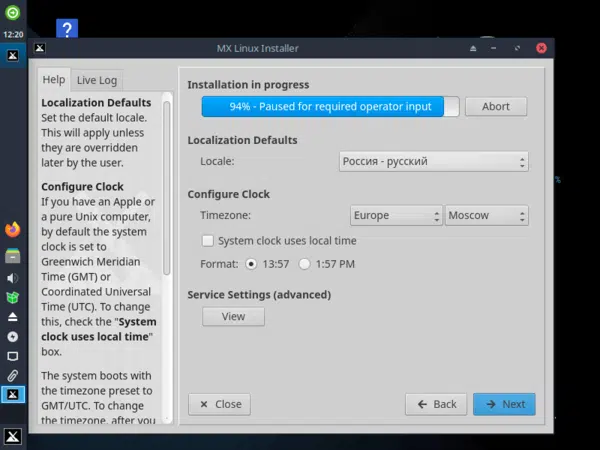 12:20
?
MX Linux Installer
Help
Live Log
Localization Defaults
Set the default locale.
This will apply unless
they are overridden
later by the user.
Configure Clock
If you have an Apple or
a pure Unix computer,
by default the system
clock is set to
Greenwich Meridian
Time (GMT) or
Coordinated Universal
Time (UTC). To change
this, check the "System
clock uses local time"
box.
The system boots with
the timezone preset to
GMT/UTC. To change
the timezone, after you
Installation in progress
94% - Paused for required operator input
Abort
Localization Defaults
Locale:
Россия - русский
Configure Clock
Timezone:
Europe
Moscow
System clock uses local time
Format:
13:57
1:57 PM
Service Settings (advanced)
View
Close
Back
Next
%